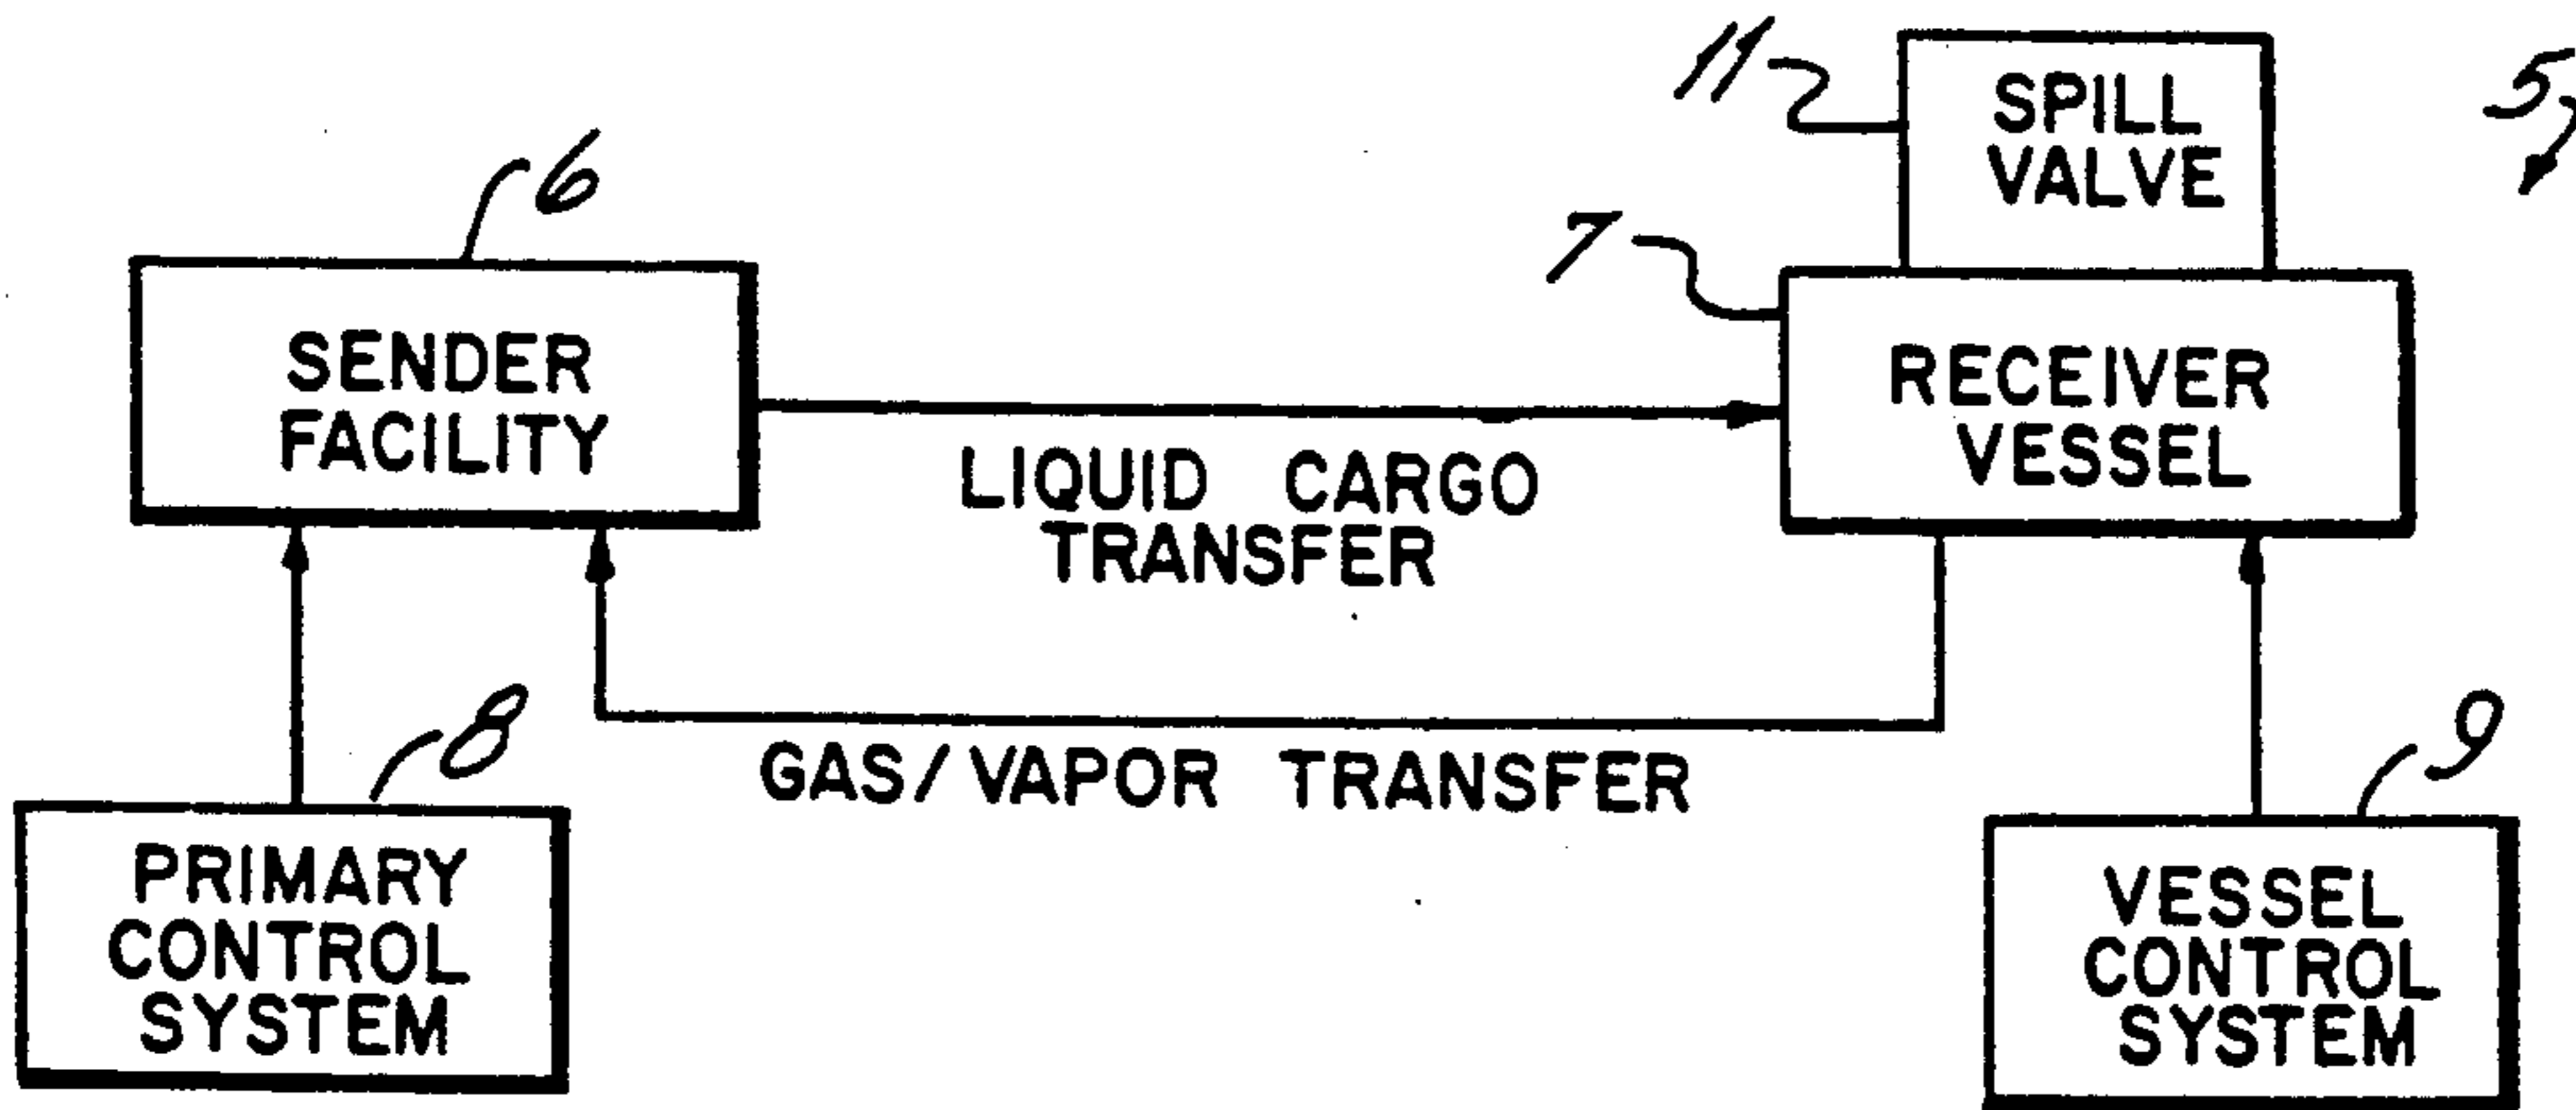 11
SPILL
VALVE
5
6
7
SENDER
FACILITY
RECEIVER
VESSEL
LIQUID CARGO
TRANSFER
8
GAS/VAPOR TRANSFER
9
PRIMARY
CONTROL
SYSTEM
VESSEL
CONTROL
SYSTEM